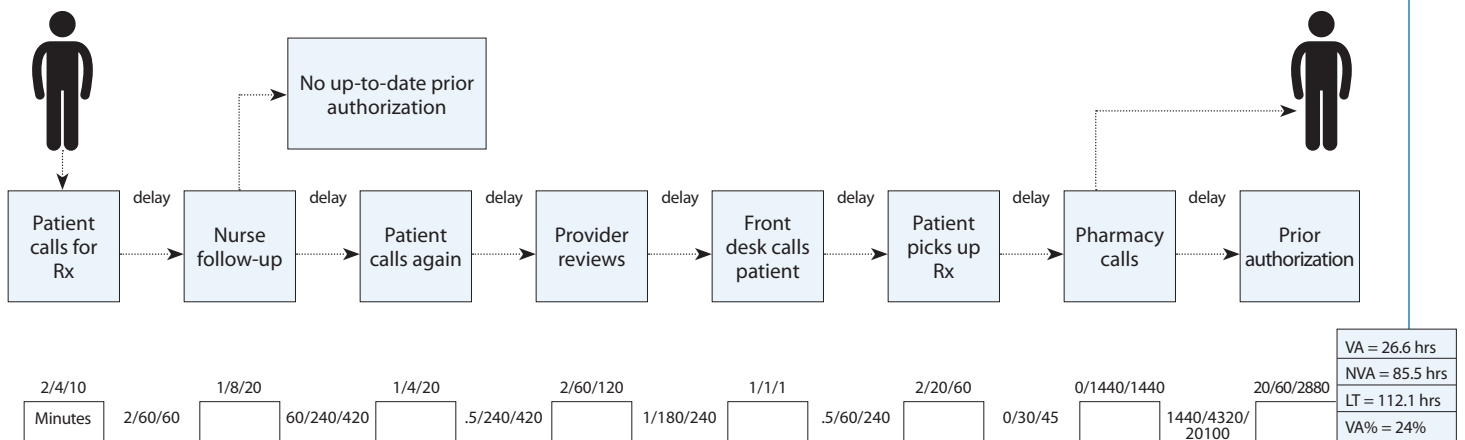 No up-to-date prior
authorization
delay
delay
delay
delay
delay
delay
delay
Patient
calls for
Rx
Nurse
follow-up
Patient
calls again
Provider
reviews
Front
desk calls
patient
Patient
picks up
Rx
Pharmacy
calls
Prior
authorization
2/4/10
1/8/20
1/4/20
2/60/120
1/1/1
2/20/60
0/1440/1440
20/60/2880
Minutes
2/60/60
60/240/420
.5/240/420
1/180/240
.5/60/240
0/30/45
1440/4320/
20100
VA = 26.6 hrs
NVA = 85.5 hrs
LT = 112.1 hrs
VA% = 24%